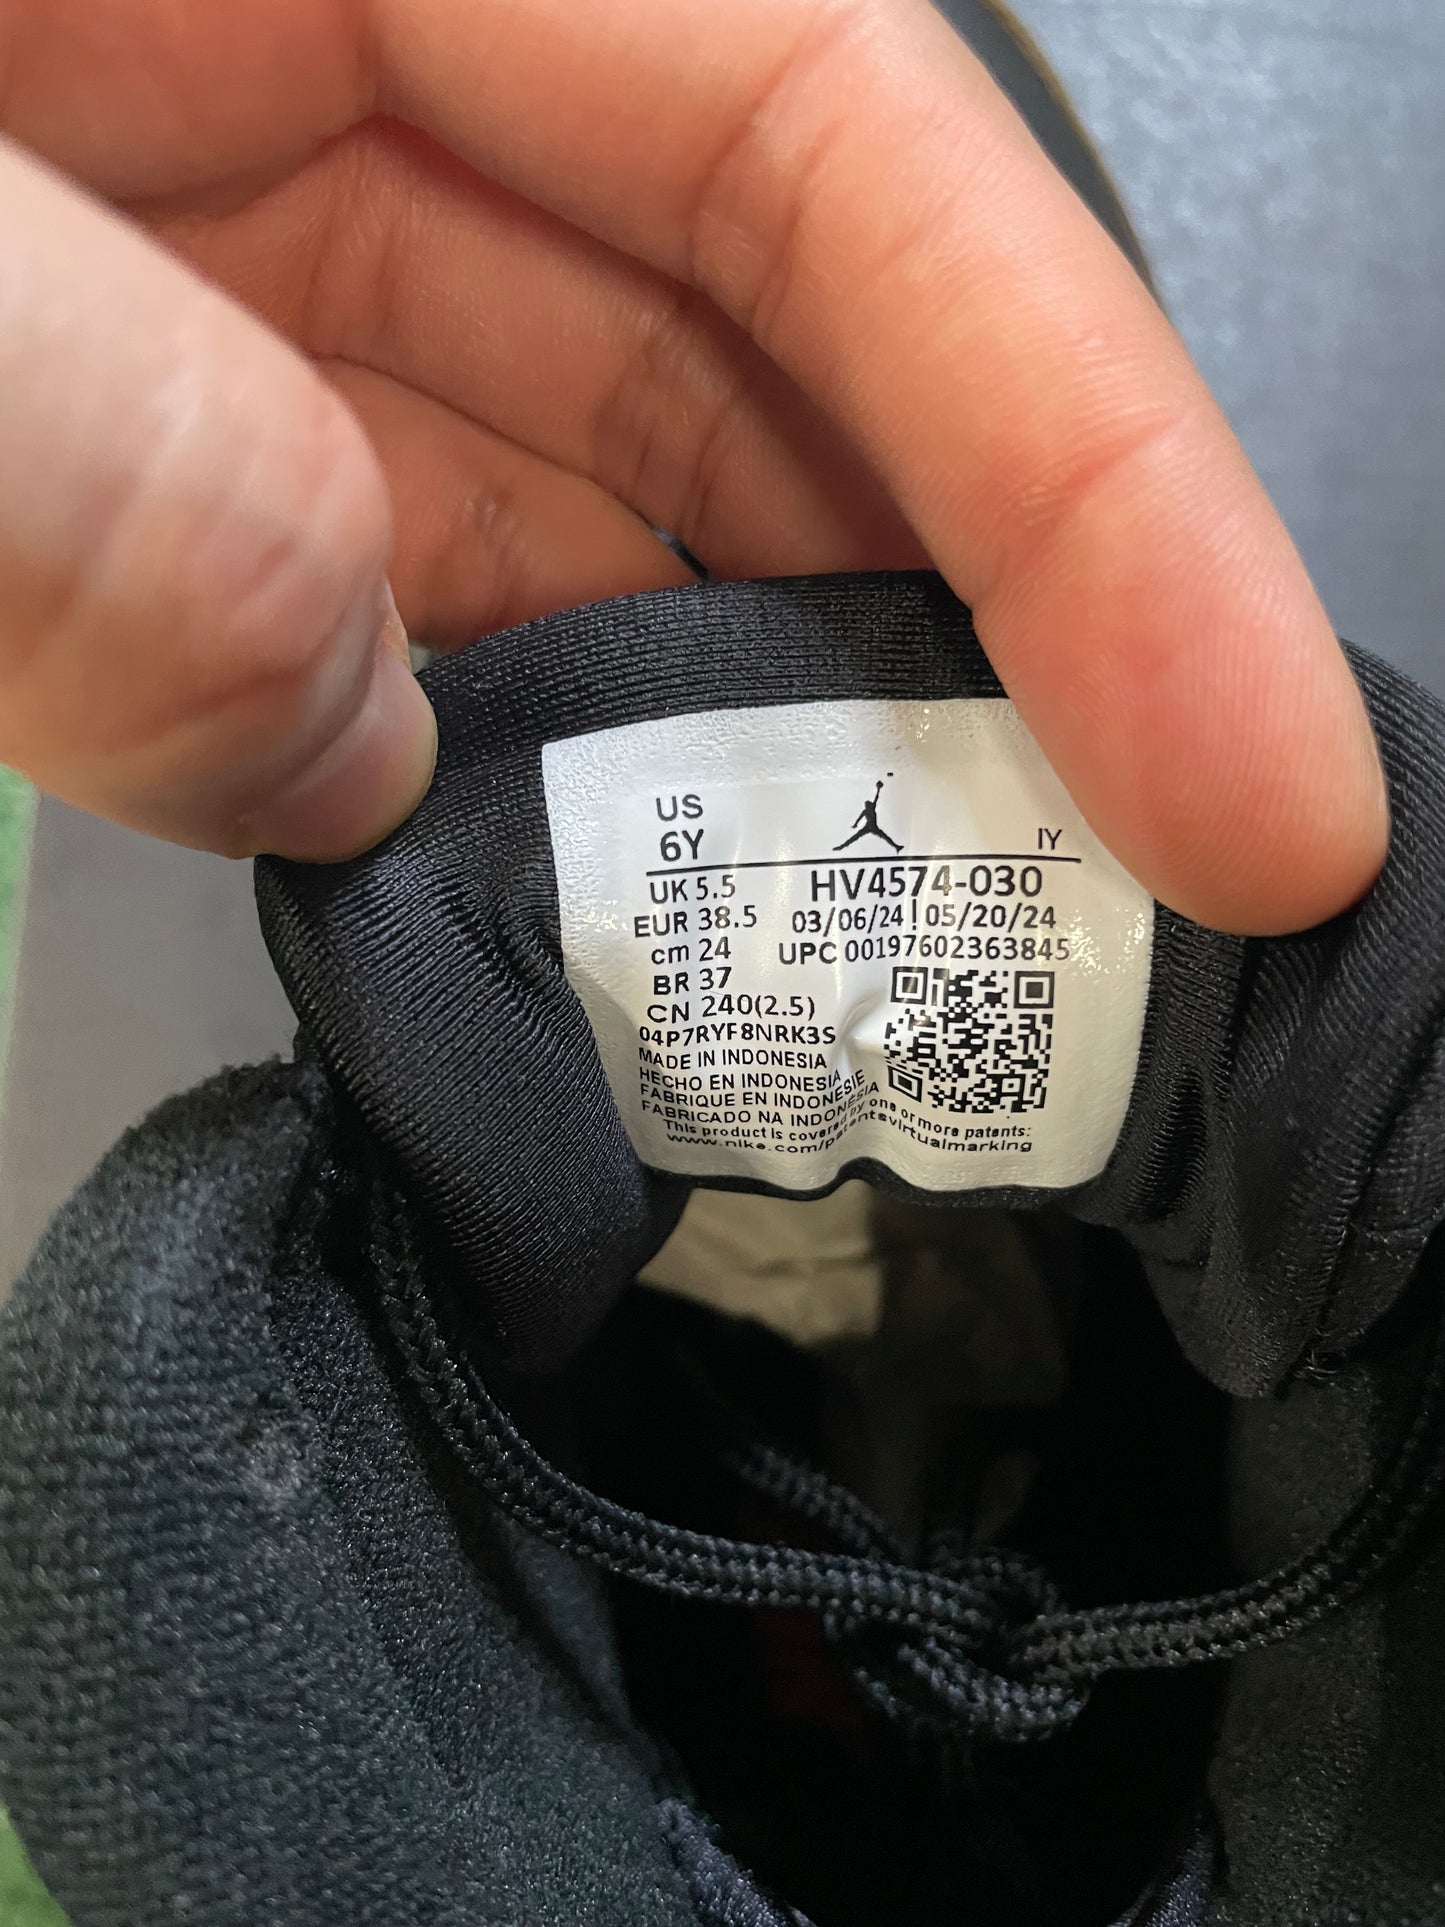 US
6Y
IY
UK 5.5
HV4574-030
EUR 38.5
03/06/24 | 05/20/24
cm 24
UPC 00197602363845
BR 37
CN 240(2.5)
04P7RYF8NRK3S
MADE IN INDONESIA
HECHO EN INDONESIA
FABRIQUE EN INDONESIE
FABRICADO NA INDONESIA
This product is covered by one or more patents:
www.nike.com/patentsvirtualmarking